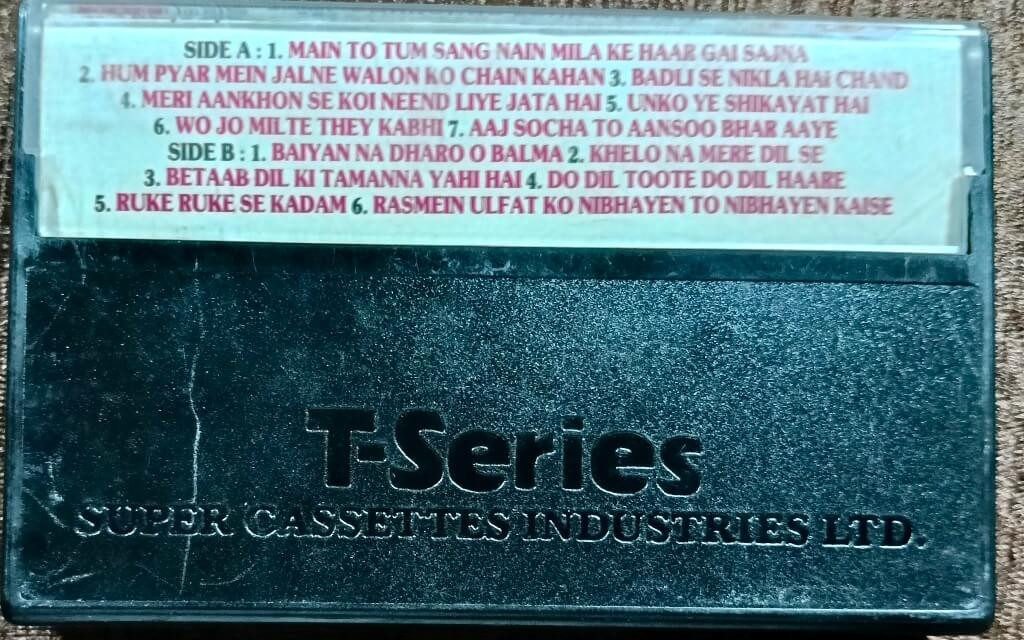 SIDE A : 1. MAIN TO TUM SANG NAIN MILA KE HAAR GAI SAJNA
2. HUM PYAR MEIN JALNE WALON KO CHAIN KAHAN 3. BADLI SE NIKLA HAI CHAND
4. MERI AANKHON SE KOI NEEND LIYE JATA HAI 5. UNKO YE SHIKAYAT HAI
6. WO JO MILTE THEY KABHI 7. AAJ SOCHA TO AANSOO BHAR AAYE
SIDE B : 1. BAIYAN NA DHARO O BALMA 2. KHELO NA MERE DIL SE
3. BETAAB DIL KI TAMANNA YAHI HAI 4. DO DIL TOOTE DO DIL HAARE
5. RUKE RUKE SE KADAM 6. RASMEIN ULFAT KO NIBHAYEN TO NIBHAYEN KAISE
T-Series
SUPER CASSETTES INDUSTRIES LTD.